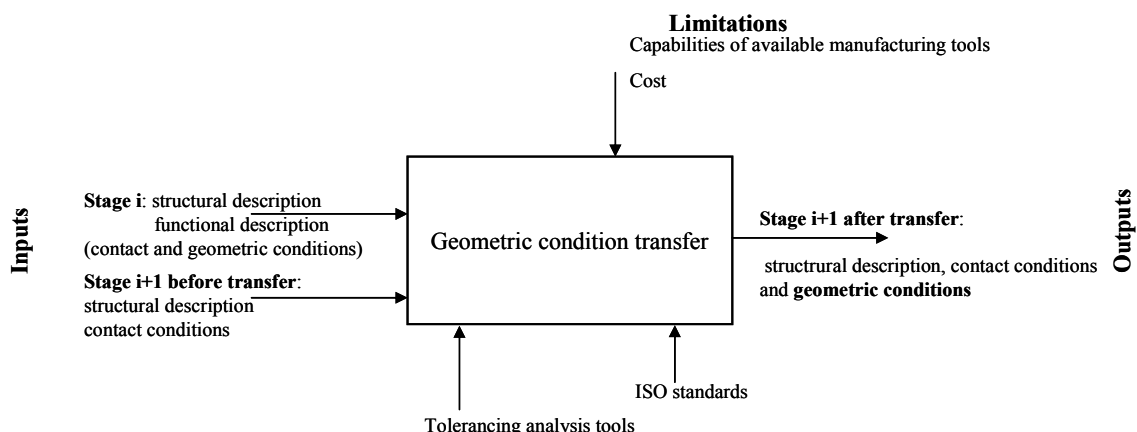 Limitations
Capabilities of available manufacturing tools
Cost
Inputs
Stage i: structural description
functional description
(contact and geometric conditions)
Stage i+1 before transfer:
structural description
contact conditions
Geometric condition transfer
Stage i+1 after transfer:
structrural description, contact conditions
and geometric conditions
Outputs
ISO standards
Tolerancing analysis tools